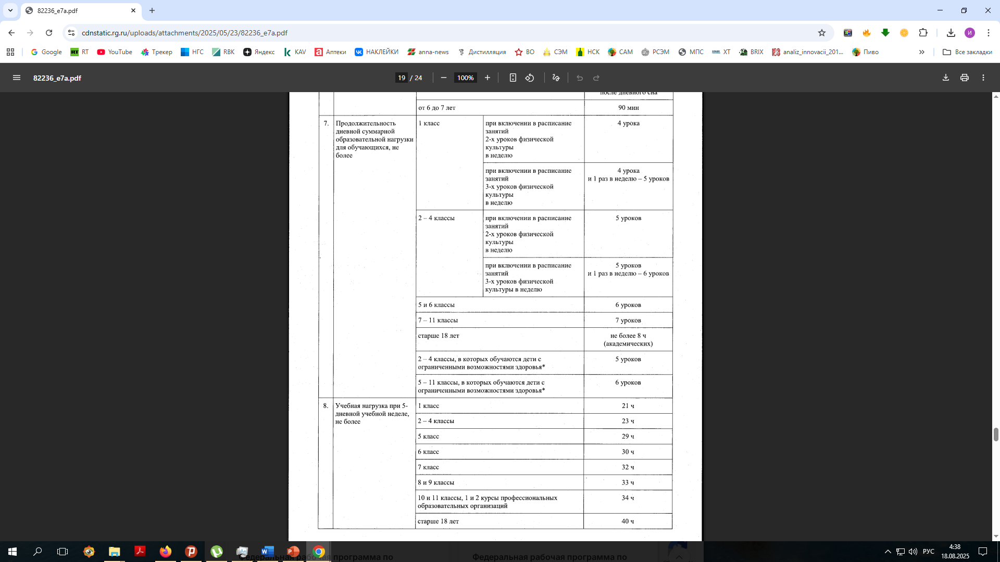 82236_e7a.pdf
cdnstatic.rg.ru/uploads/attachments/2025/05/23/82236_e7a.pdf
И
Google
RT
YouTube
Трекер
НГС
RBK
Яндекс
KAV
Аптеки
НАКЛЕЙКИ
anna-news
Дистилляция
ВО
СЭМ
НСК
САМ
РСЭМ
МПС
ХТ
BRIX
analiz_innovacii_201...
Пиво
Все закладки
82236_e7a.pdf
19 / 24
100%
после дневного сна
от 6 до 7 лет
90 мин
7.
Продолжительность
дневной суммарной
образовательной нагрузки
для обучающихся, не
более
1 класс
при включении в расписание
занятий
2-х уроков физической
культуры
в неделю
4 урока
при включении в расписание
занятий
3-х уроков физической
культуры
в неделю
4 урока
и 1 раз в неделю – 5 уроков
2 – 4 классы
при включении в расписание
занятий
2-х уроков физической
культуры
в неделю
5 уроков
при включении в расписание
занятий
3-х уроков физической
культуры в неделю
5 уроков
и 1 раз в неделю – 6 уроков
5 и 6 классы
6 уроков
7 – 11 классы
7 уроков
старше 18 лет
не более 8 ч
(академических)
2 – 4 классы, в которых обучаются дети с
ограниченными возможностями здоровья*
5 уроков
5 – 11 классы, в которых обучаются дети с
ограниченными возможностями здоровья*
6 уроков
8.
Учебная нагрузка при 5-
дневной учебной неделе,
не более
1 класс
21 ч
2 – 4 классы
23 ч
5 класс
29 ч
6 класс
30 ч
7 класс
32 ч
8 и 9 классы
33 ч
10 и 11 классы, 1 и 2 курсы профессиональных
образовательных организаций
34 ч
старше 18 лет
40 ч
Федеральная рабочая программа по
Федеральная рабочая программа по
РУС
4:38
18.08.2025